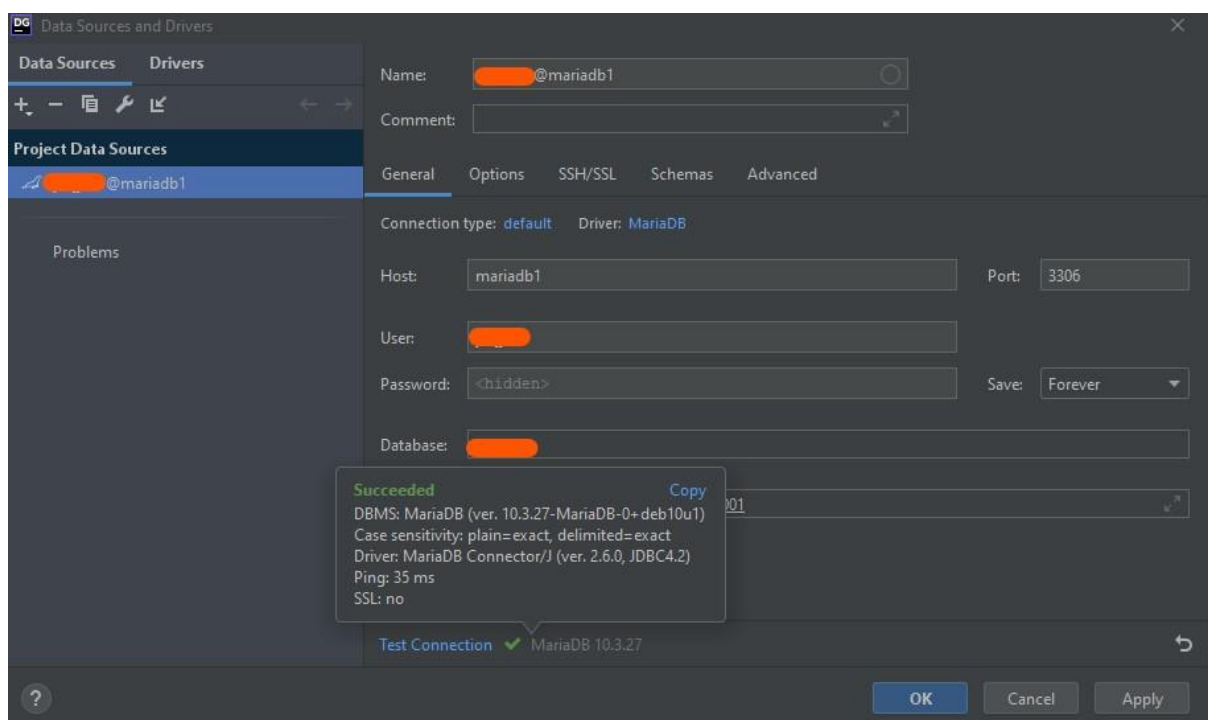 DG Data Sources and Drivers
Data Sources Drivers
Project Data Sources
@mariadb1
Problems
Name: @mariadb1
Comment:
General Options SSH/SSL Schemas Advanced
Connection type: default Driver: MariaDB
Host: mariadb1 Port: 3306
User:
Password: <hidden> Save: Forever
Database:
001
Succeeded Copy
DBMS: MariaDB (ver. 10.3.27-MariaDB-0+deb10u1)
Case sensitivity: plain=exact, delimited=exact
Driver: MariaDB Connector/J (ver. 2.6.0, JDBC4.2)
Ping: 35 ms
SSL: no
Test Connection ✔ MariaDB 10.3.27
? OK Cancel Apply